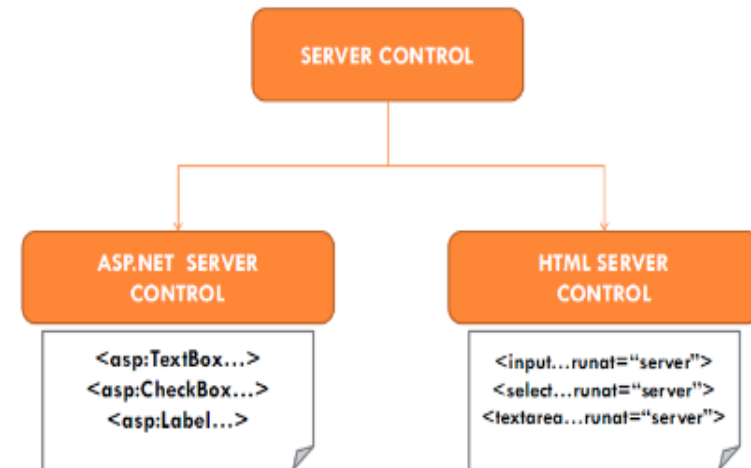 SERVER CONTROL
ASP.NET SERVER
CONTROL
<asp:TextBox...>
<asp:CheckBox...>
<asp:Label...>
HTML SERVER
CONTROL
<input...runat=“server”>
<select...runat=“server”>
<textarea...runat=“server”>